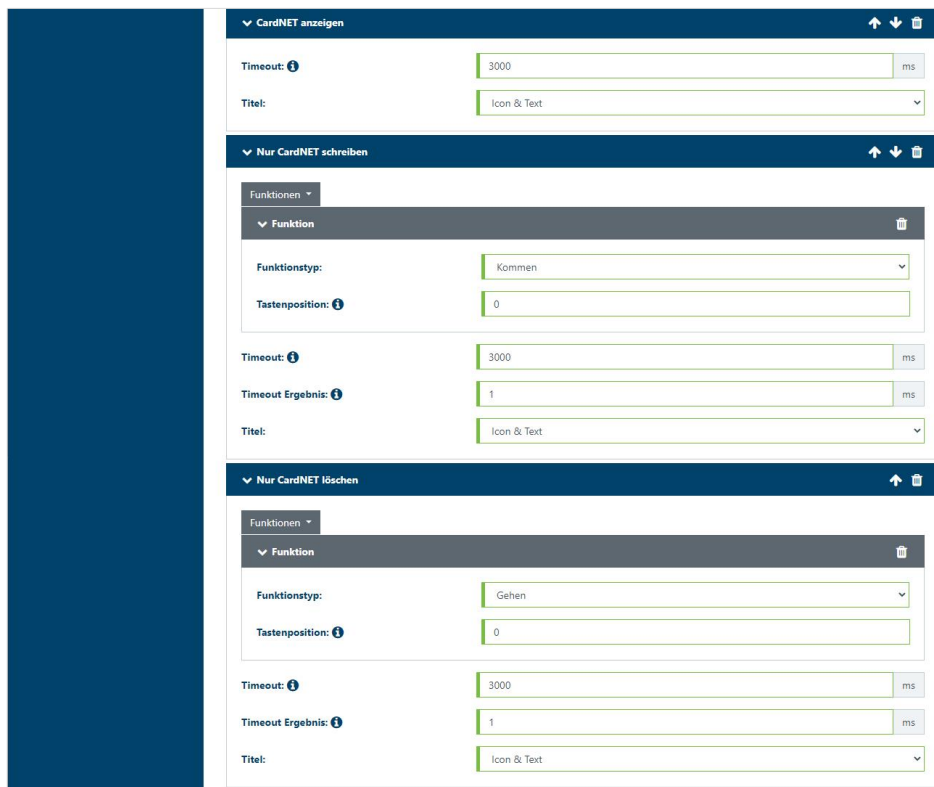 CardNET anzeigen
Timeout: 3000 ms
Titel: Icon & Text
Nur CardNET schreiben
Funktionen
Funktion
Funktionstyp: Kommen
Tastenposition: 0
Timeout: 3000 ms
Timeout Ergebnis: 1 ms
Titel: Icon & Text
Nur CardNET löschen
Funktionen
Funktion
Funktionstyp: Gehen
Tastenposition: 0
Timeout: 3000 ms
Timeout Ergebnis: 1 ms
Titel: Icon & Text